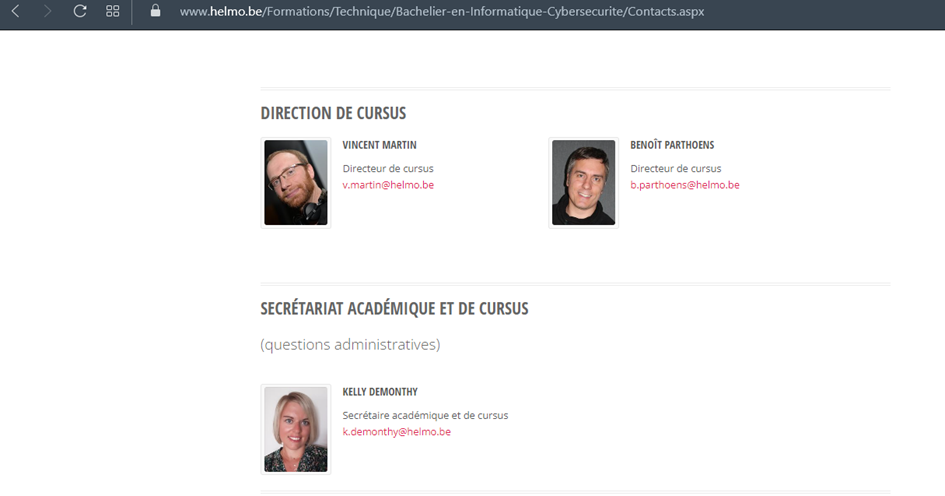 www.helmo.be/Formations/Technique/Bachelier-en-Informatique-Cybersecurite/Contacts.aspx
DIRECTION DE CURSUS
VINCENT MARTIN
Directeur de cursus
v.martin@helmo.be
BENOÎT PARTHOENS
Directeur de cursus
b.parthoens@helmo.be
SECRÉTARIAT ACADÉMIQUE ET DE CURSUS
(questions administratives)
KELLY DEMONTHY
Secrétaire académique et de cursus
k.demonthy@helmo.be